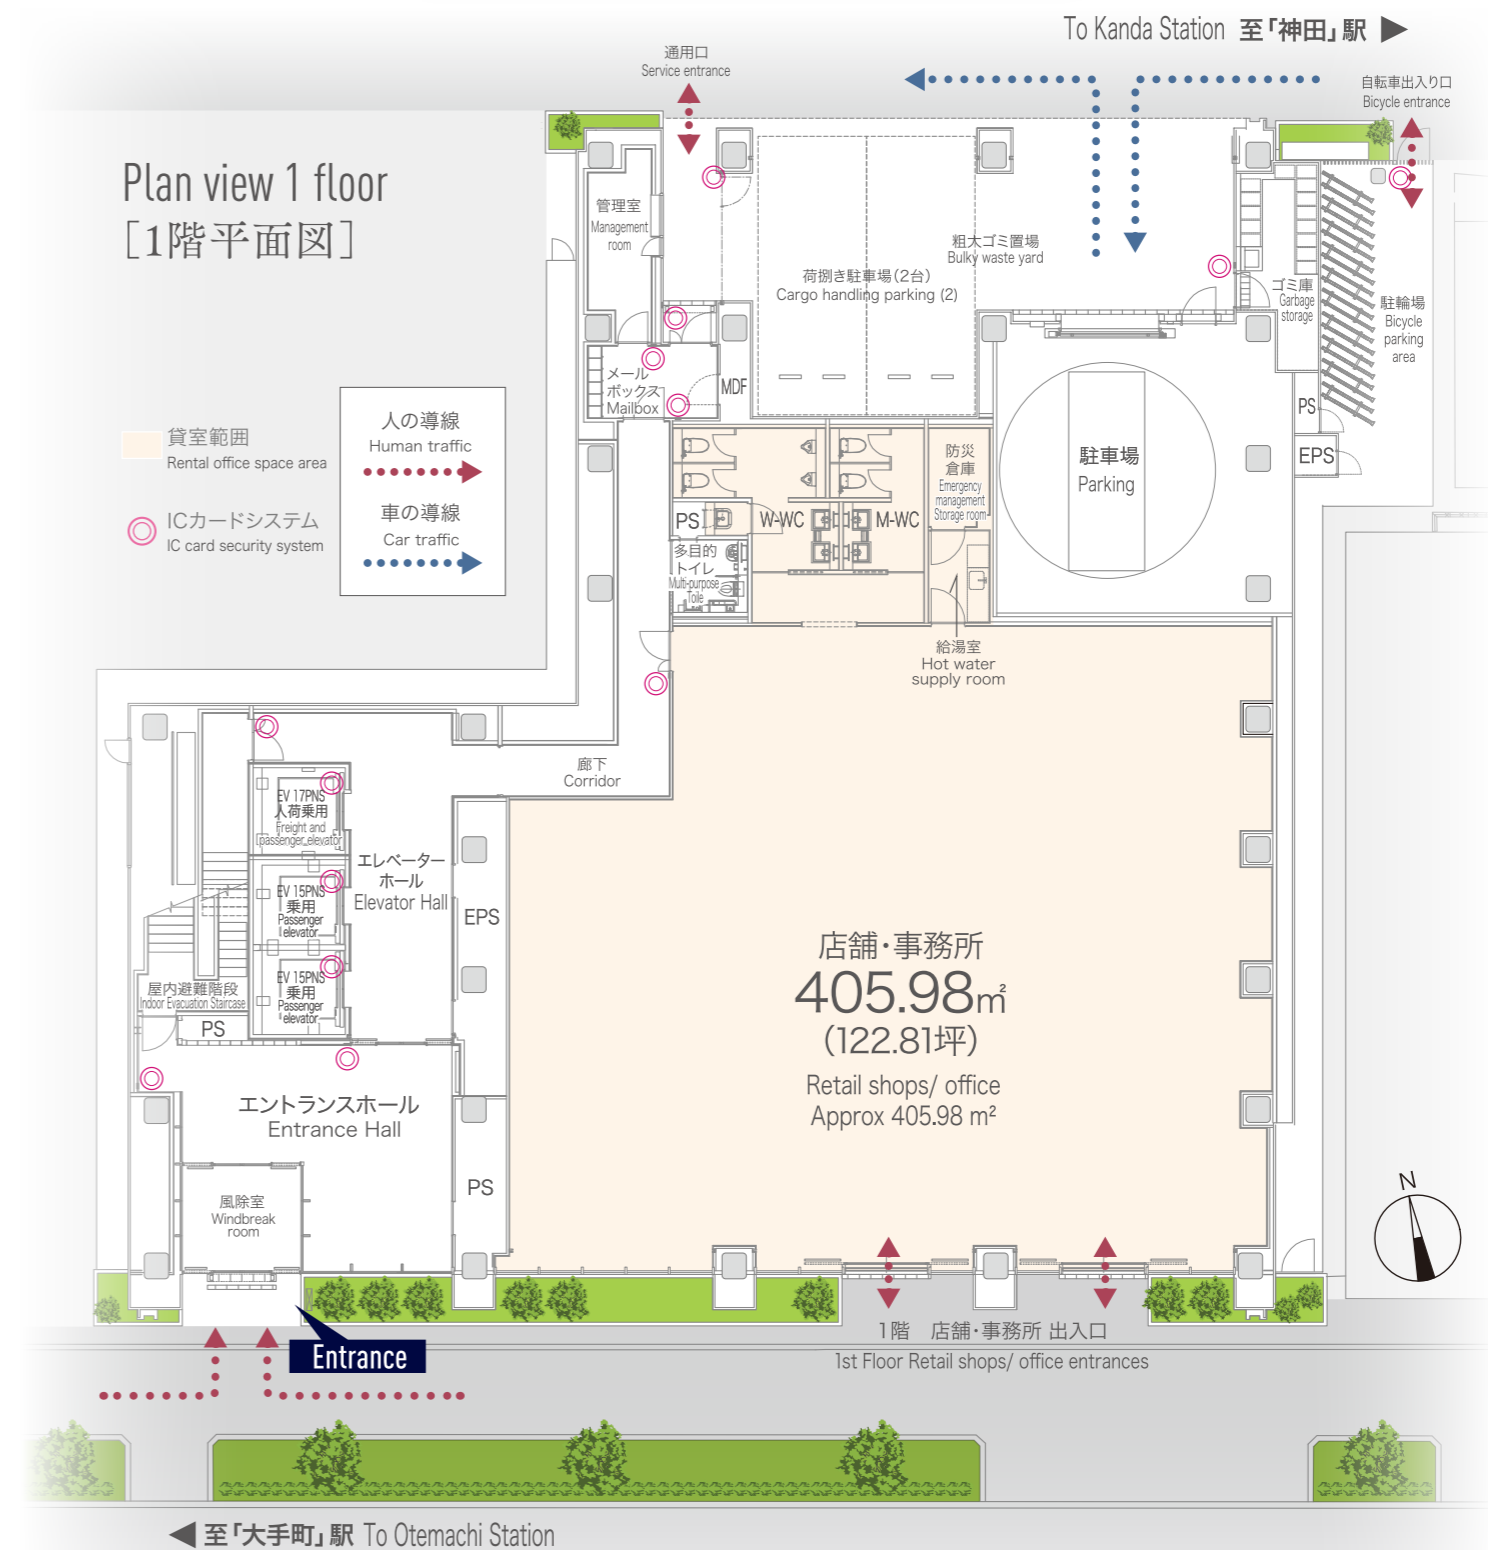 To Kanda Station 至「神田」駅
通用口
Service entrance
自転車出入り口
Bicycle entrance
Plan view 1 floor
［1階平面図］
管理室
Management
room
粗大ゴミ置場
Bulky waste yard
荷捌き駐車場（2台）
Cargo handling parking (2)
ゴミ庫
Garbage
storage
駐輪場
Bicycle
parking
area
メール
ボックス
Mailbox
MDF
PS
EPS
貸室範囲
Rental office space area
ICカードシステム
IC card security system
人の導線
Human traffic
車の導線
Car traffic
防災
倉庫
Emergency
management
Storage room
駐車場
Parking
PS
W-WC
M-WC
多目的
トイレ
Multi-purpose
Toile
給湯室
Hot water
supply room
廊下
Corridor
EV 17PNS
人荷乗用
Freight and
passenger elevator
エレベーター
ホール
Elevator Hall
EV 15PNS
乗用
Passenger
elevator
EPS
EV 15PNS
乗用
Passenger
elevator
屋内避難階段
Indoor Evacuation Staircase
PS
店舗・事務所
405.98㎡
（122.81坪）
Retail shops/ office
Approx 405.98 m²
エントランスホール
Entrance Hall
PS
風除室
Windbreak
room
N
Entrance
1階　店舗・事務所 出入口
1st Floor Retail shops/ office entrances
至「大手町」駅 To Otemachi Station